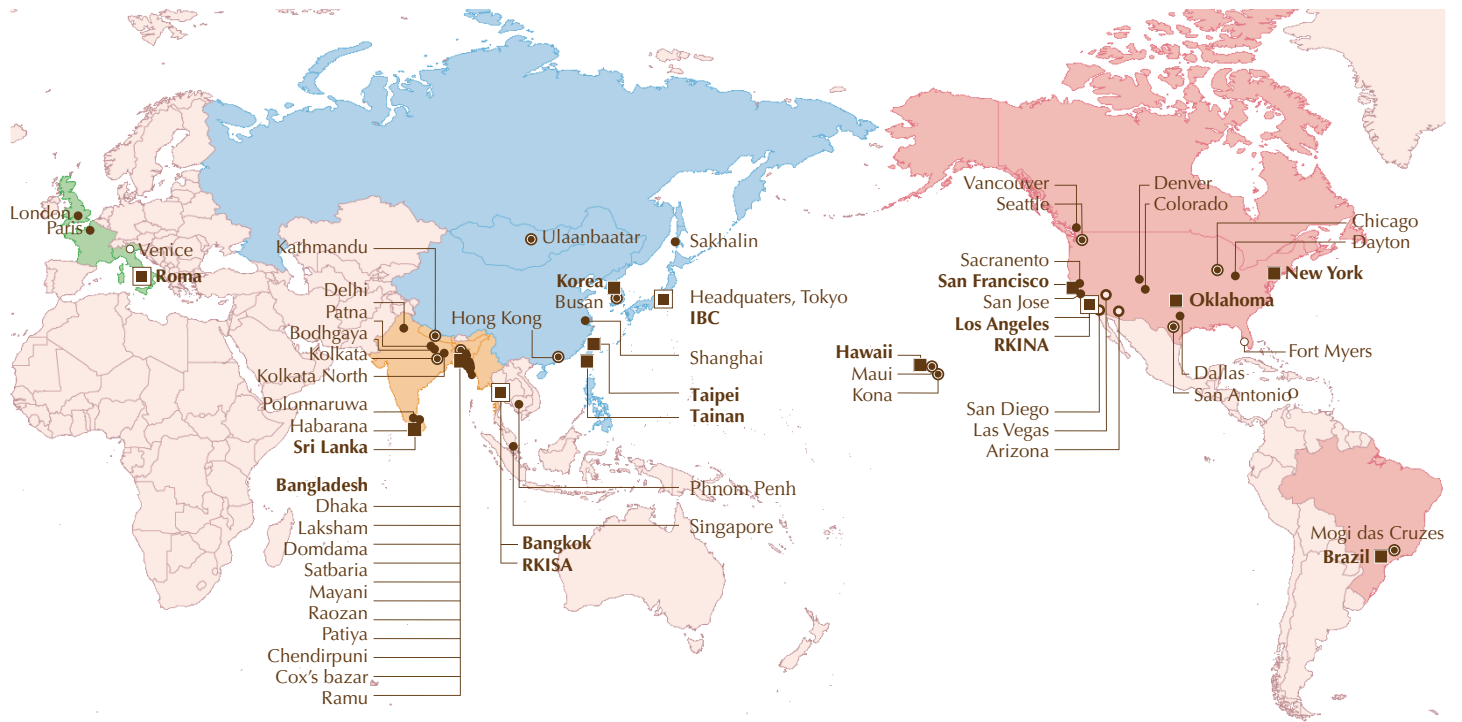 London
Paris
Venice
Roma
Kathmandu
Delhi
Patna
Bodhgaya
Kolkata
Kolkata North
Polonnaruwa
Habarana
Sri Lanka
Bangladesh
Dhaka
Laksham
Domdama
Satbaria
Mayani
Raozan
Patiya
Chendirpuni
Cox's bazar
Ramu
Ulaanbaatar
Sakhalin
Korea
Busan
Headquaters, Tokyo
IBC
Hong Kong
Shanghai
Taipei
Tainan
Phnom Penh
Singapore
Bangkok
RKISA
Hawaii
Maui
Kona
Vancouver
Seattle
Sacranento
San Francisco
San Jose
Los Angeles
RKINA
San Diego
Las Vegas
Arizona
Denver
Colorado
Chicago
Dayton
New York
Oklahoma
Fort Myers
Dallas
San Antonio
Mogi das Cruzes
Brazil